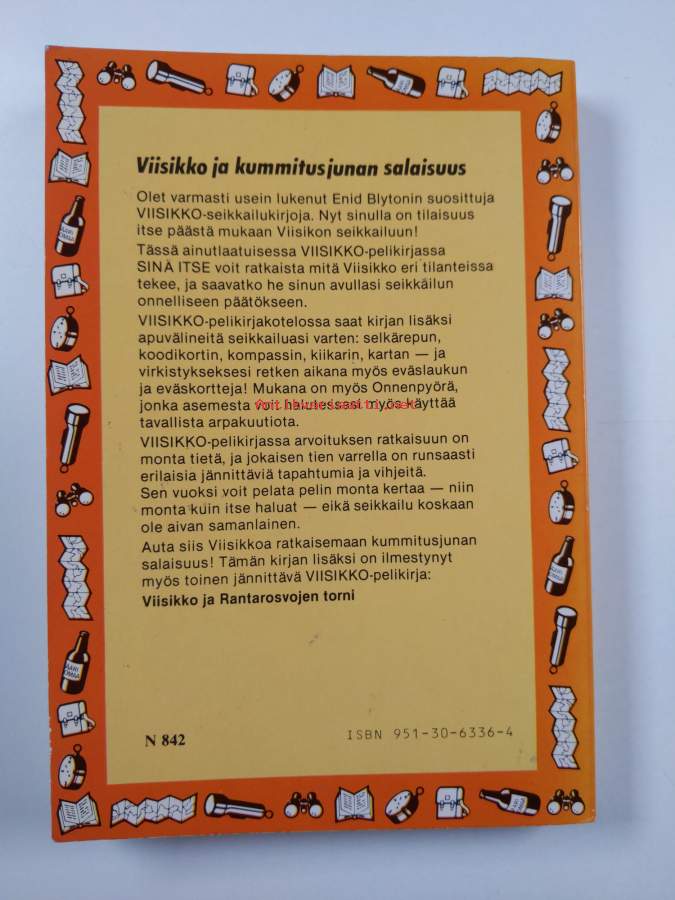 Viisikko ja kummitusjunan salaisuus
Olet varmasti usein lukenut Enid Blytonin suosittuja
VIISIKKO-seikkailukirjoja. Nyt sinulla on tilaisuus
itse päästä mukaan Viisikon seikkailuun!
Tässä ainutlaatuisessa VIISIKKO-pelikirjassa
SINÄ ITSE voit ratkaista mitä Viisikko eri tilanteissa
tekee, ja saavatko he sinun avullasi seikkailun
onnelliseen päätökseen.
VIISIKKO-pelikirjakotelossa saat kirjan lisäksi
apuvälineitä seikkailuasi varten: selkärepun,
koodikortin, kompassin, kiikarin, kartan — ja
virkistykseksesi retken aikana myös eväslaukun
ja eväskortteja! Mukana on myös Onnenpyörä,
jonka asemesta voit halutessasi myös käyttää
tavallista arpakuutiota.
VIISIKKO-pelikirjassa arvoituksen ratkaisuun on
monta tietä, ja jokaisen tien varrella on runsaasti
erilaisia jännittäviä tapahtumia ja vihjeitä.
Sen vuoksi voit pelata pelin monta kertaa — niin
monta kuin itse haluat — eikä seikkailu koskaan
ole aivan samanlainen.
Auta siis Viisikkoa ratkaisemaan kummitusjunan
salaisuus! Tämän kirjan lisäksi on ilmestynyt
myös toinen jännittävä VIISIKKO-pelikirja:
Viisikko ja Rantarosvojen torni
N 842
ISBN 951-30-6336-4